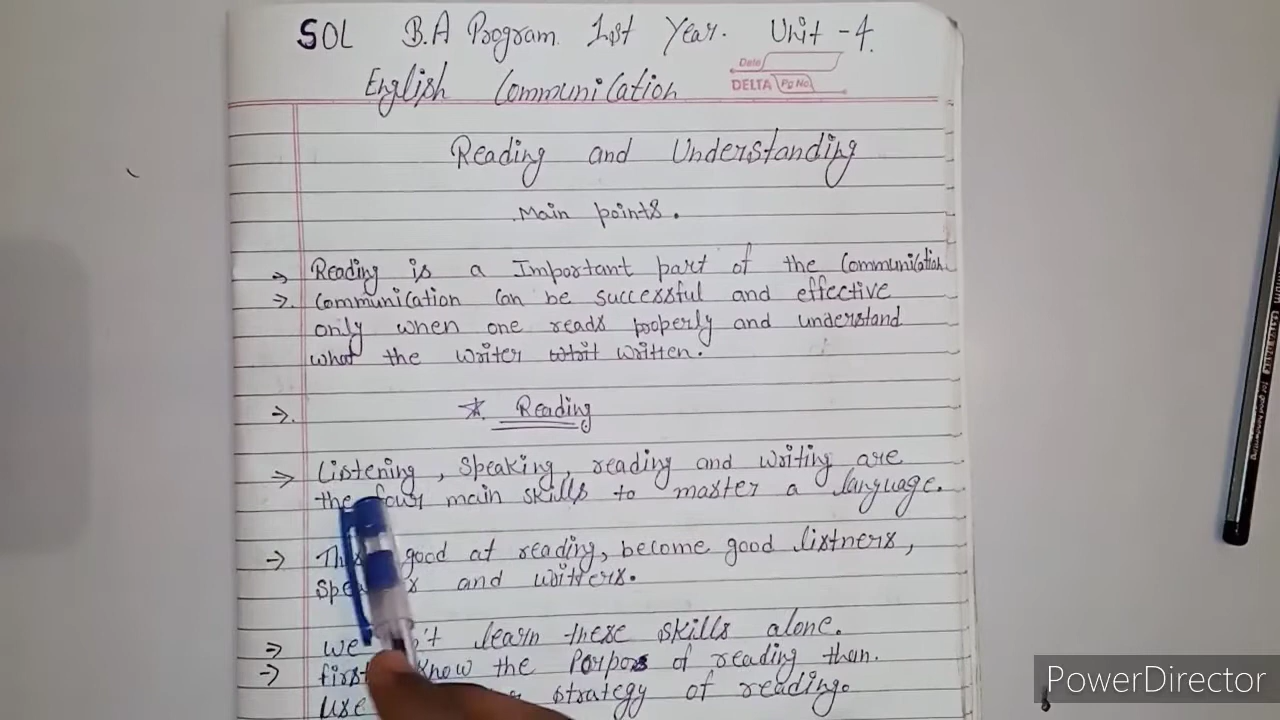 SOL B.A Program 1st Year. Unit -4.
English Communication
Date
DELTA Pg No
Reading and Understanding
Main points.
→ Reading is a Important part of the Communication
→ Communication Can be successful and effective
only when one reads properly and understand
what the writer written.
→ * Reading
→ Listening, Speaking, reading and writing are
the four main skills to master a language.
→ good at reading, become good listners,
and writters.
→ We learn these skills alone.
→ first know the Porpos of reading than.
Use strategy of reading.
PowerDirector